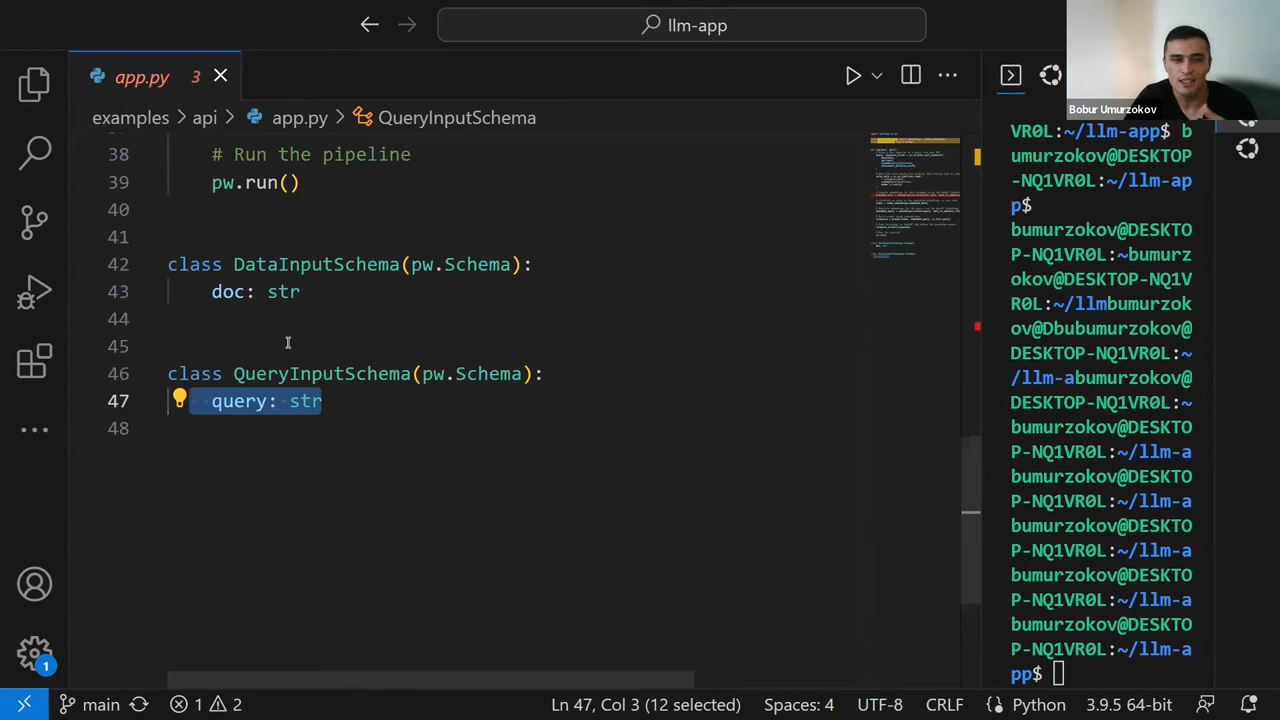 llm-app
app.py 3
Bobur Umurzokov
examples > api > app.py > QueryInputSchema
38 # Run the pipeline
39 pw.run()
40
41
42 class DataInputSchema(pw.Schema):
43 doc: str
44
45
46 class QueryInputSchema(pw.Schema):
47 query: str
48
VR0L:~/llm-app$ b
umurzokov@DESKTOP
-NQ1VR0L:~/llm-ap
p$
bumurzokov@DESKTO
P-NQ1VR0L:~bumurz
okov@DESKTOP-NQ1V
R0L:~/llmbumurzok
ov@Dbubumurzokov@
DESKTOP-NQ1VR0L:~
/llm-abumurzokov@
DESKTOP-NQ1VR0L:~
bumurzokov@DESKTO
P-NQ1VR0L:~/llm-a
bumurzokov@DESKTO
P-NQ1VR0L:~/llm-a
bumurzokov@DESKTO
P-NQ1VR0L:~/llm-a
bumurzokov@DESKTO
P-NQ1VR0L:~/llm-a
bumurzokov@DESKTO
P-NQ1VR0L:~/llm-a
pp$
1
main 1 2 Ln 47, Col 3 (12 selected) Spaces: 4 UTF-8 CRLF Python 3.9.5 64-bit